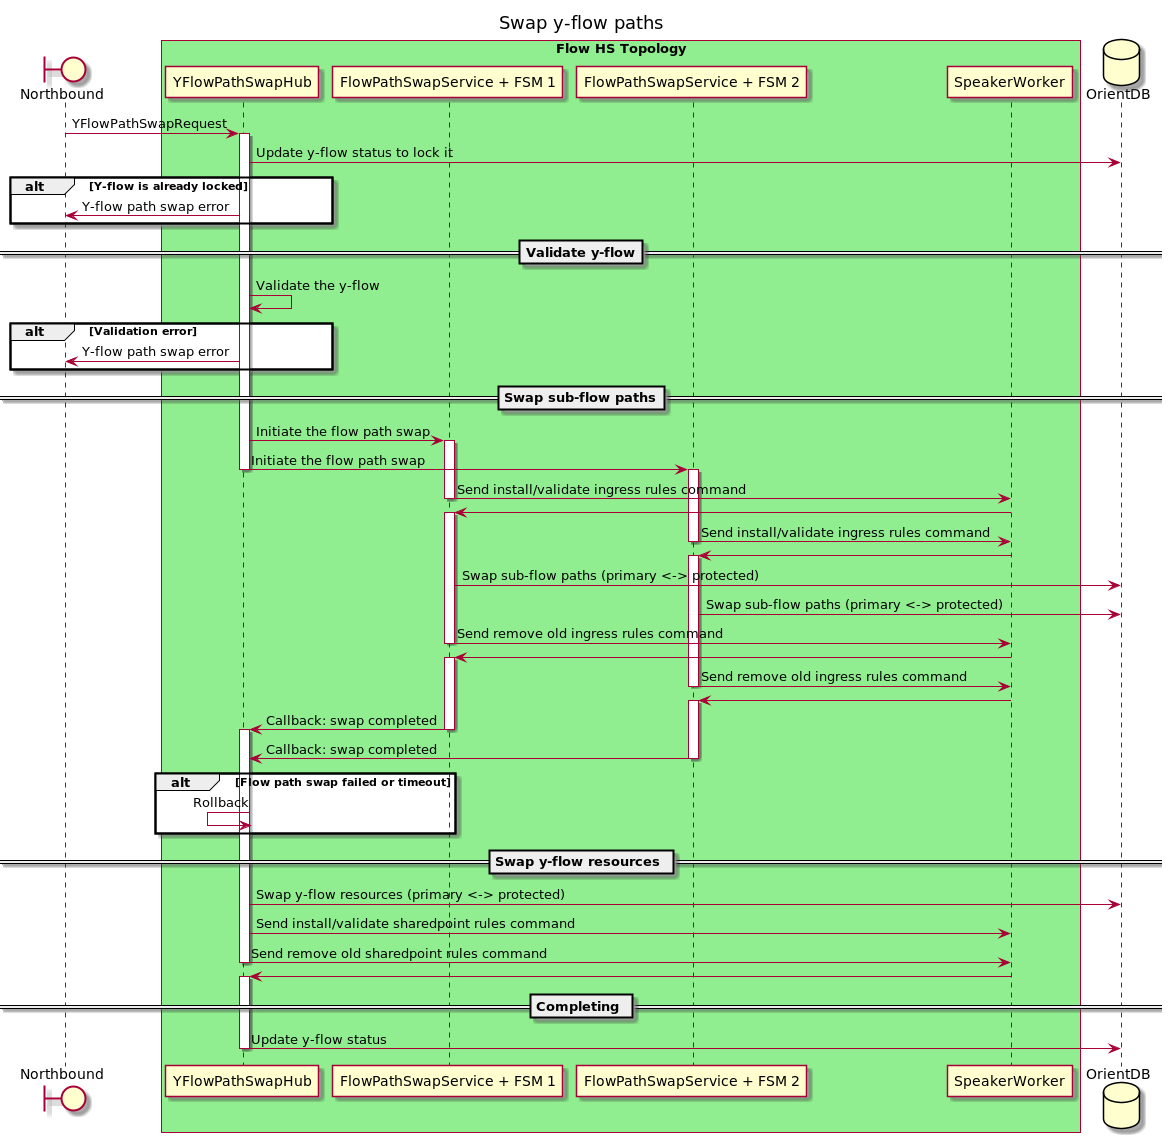 Swap y-flow paths
Flow HS Topology
Northbound
YFlowPathSwapHub
FlowPathSwapService + FSM 1
FlowPathSwapService + FSM 2
SpeakerWorker
OrientDB
YFlowPathSwapRequest
Update y-flow status to lock it
alt [Y-flow is already locked]
Y-flow path swap error
Validate y-flow
Validate the y-flow
alt [Validation error]
Y-flow path swap error
Swap sub-flow paths
Initiate the flow path swap
Initiate the flow path swap
Send install/validate ingress rules command
Send install/validate ingress rules command
Swap sub-flow paths (primary <-> protected)
Swap sub-flow paths (primary <-> protected)
Send remove old ingress rules command
Send remove old ingress rules command
Callback: swap completed
Callback: swap completed
alt [Flow path swap failed or timeout]
Rollback
Swap y-flow resources
Swap y-flow resources (primary <-> protected)
Send install/validate sharedpoint rules command
Send remove old sharedpoint rules command
Completing
Update y-flow status
Northbound
YFlowPathSwapHub
FlowPathSwapService + FSM 1
FlowPathSwapService + FSM 2
SpeakerWorker
OrientDB